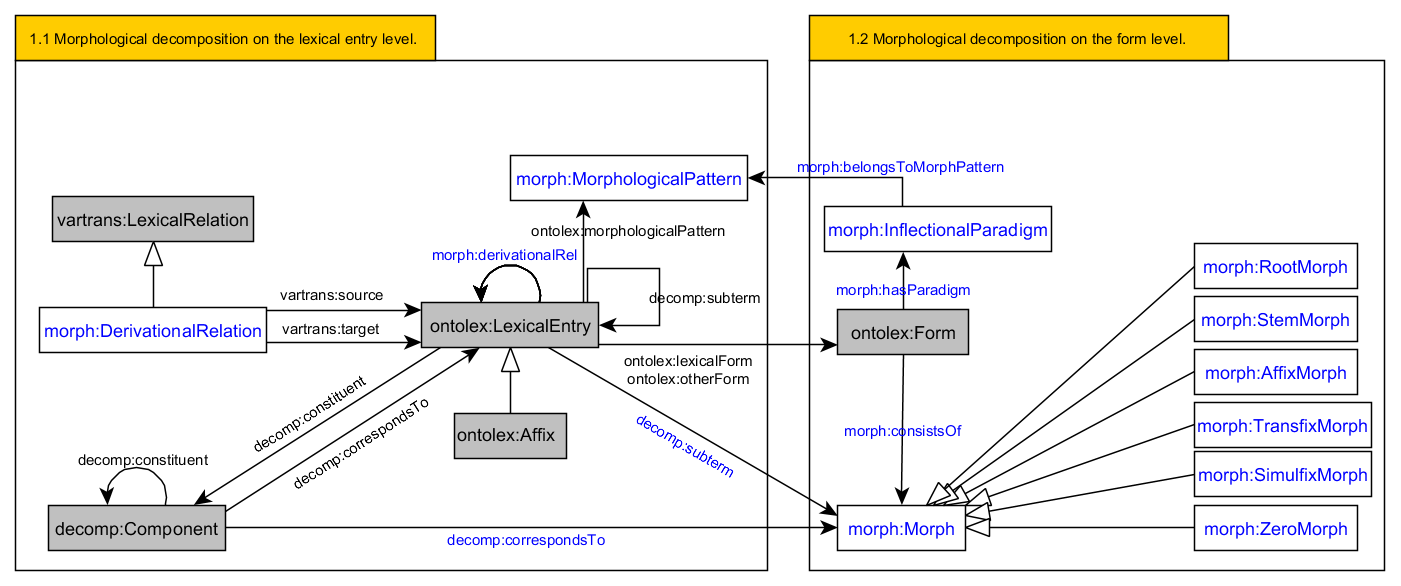 1.1 Morphological decomposition on the lexical entry level.
1.2 Morphological decomposition on the form level.
morph:MorphologicalPattern
morph:belongsToMorphPattern
vartrans:LexicalRelation
ontolex:morphologicalPattern
morph:InflectionalParadigm
morph:derivationalRel
morph:RootMorph
vartrans:source
decomp:subterm
morph:hasParadigm
morph:DerivationalRelation
vartrans:target
ontolex:LexicalEntry
ontolex:Form
morph:StemMorph
ontolex:lexicalForm
ontolex:otherForm
morph:AffixMorph
decomp:constituent
decomp:correspondsTo
ontolex:Affix
decomp:subterm
morph:consistsOf
morph:TransfixMorph
decomp:constituent
morph:SimulfixMorph
decomp:Component
decomp:correspondsTo
morph:Morph
morph:ZeroMorph